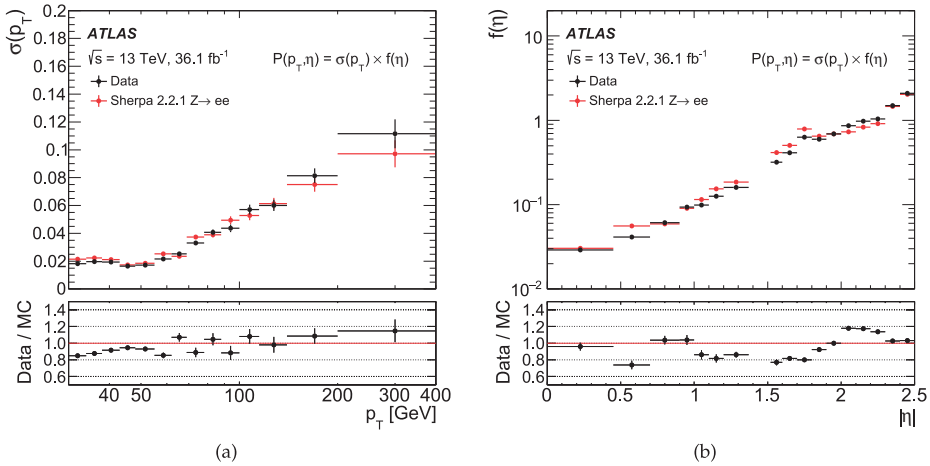 σ(p_T)
0.2
0.18
0.16
0.14
0.12
0.1
0.08
0.06
0.04
0.02
0
ATLAS
√s = 13 TeV, 36.1 fb⁻¹
P(p_T,η) = σ(p_T) × f(η)
Data
Sherpa 2.2.1 Z→ ee
Data / MC
1.4
1.2
1.0
0.8
0.6
40 50 100 200 300 400
p_T [GeV]
(a)
f(η)
10
1
10⁻¹
10⁻²
ATLAS
√s = 13 TeV, 36.1 fb⁻¹
P(p_T,η) = σ(p_T) × f(η)
Data
Sherpa 2.2.1 Z→ ee
Data / MC
1.4
1.2
1.0
0.8
0.6
0 0.5 1 1.5 2 2.5
|η|
(b)